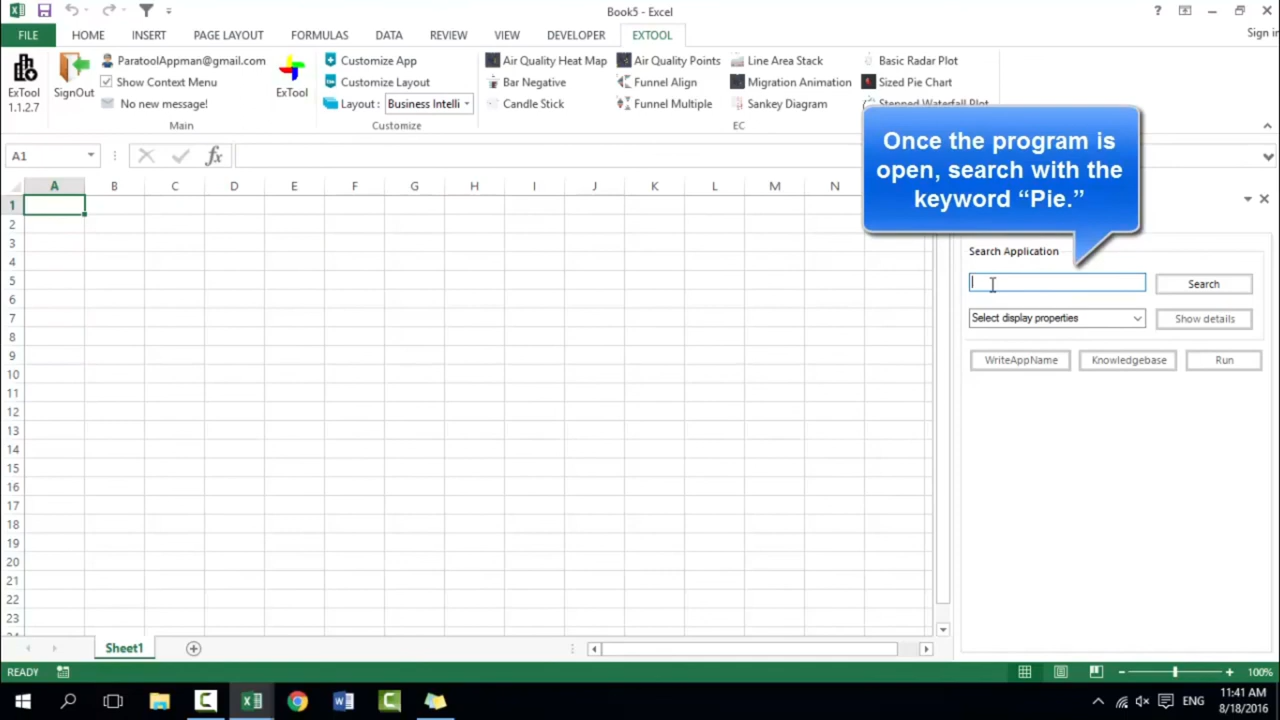 Book5 - Excel
?
FILE
HOME
INSERT
PAGE LAYOUT
FORMULAS
DATA
REVIEW
VIEW
DEVELOPER
EXTOOL
Sign in
ExTool
1.1.2.7
SignOut
ParatoolAppman@gmail.com
Show Context Menu
No new message!
Main
ExTool
Customize App
Customize Layout
Layout :
Business Intelli
Customize
Air Quality Heat Map
Bar Negative
Candle Stick
Air Quality Points
Funnel Align
Funnel Multiple
Line Area Stack
Migration Animation
Sankey Diagram
Basic Radar Plot
Sized Pie Chart
Stepped Waterfall Plot
EC
Once the program is
open, search with the
keyword “Pie.”
A1
fx
A B C D E F G H I J K L M N
1
2
3
4
5
6
7
8
9
10
11
12
13
14
15
16
17
18
19
20
21
22
23
24
Search Application
Search
Select display properties
Show details
WriteAppName
Knowledgebase
Run
Sheet1
READY
100%
ENG
11:41 AM
8/18/2016